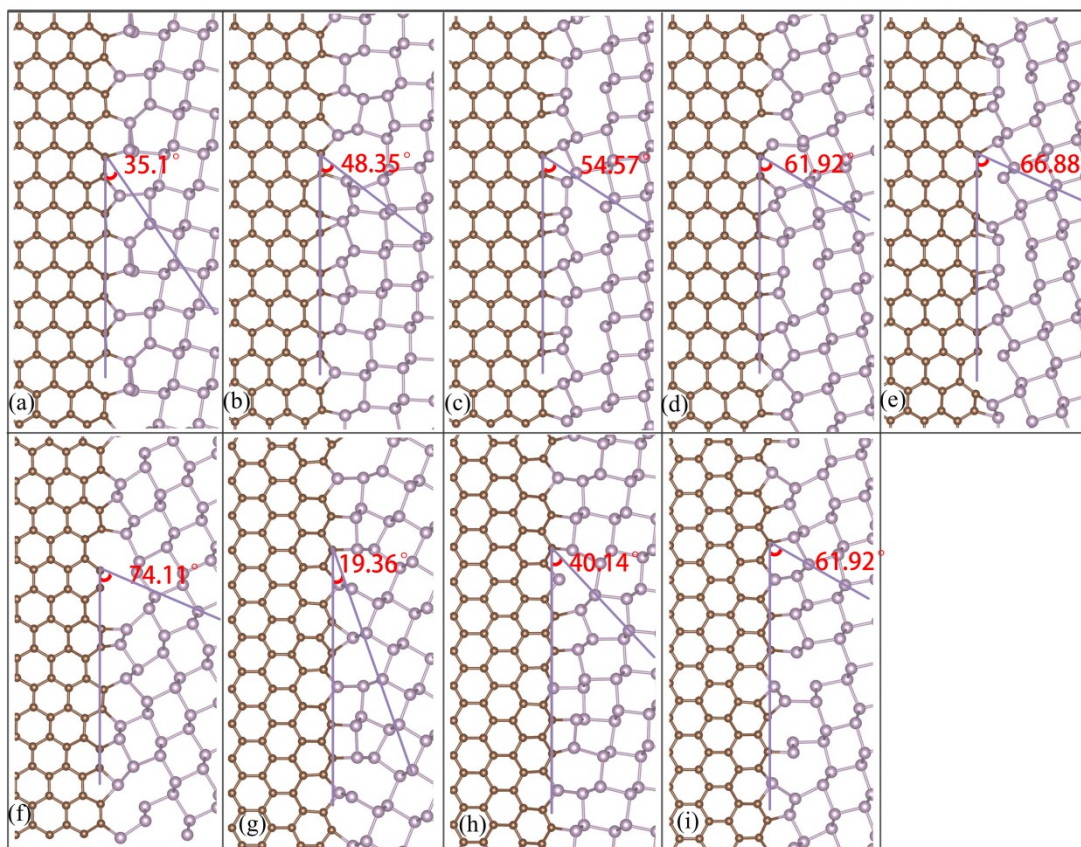 35.1°
48.35°
54.57°
61.92°
66.88
(a)
(b)
(c)
(d)
(e)
74.11°
19.36°
40.14°
61.92°
(f)
(g)
(h)
(i)